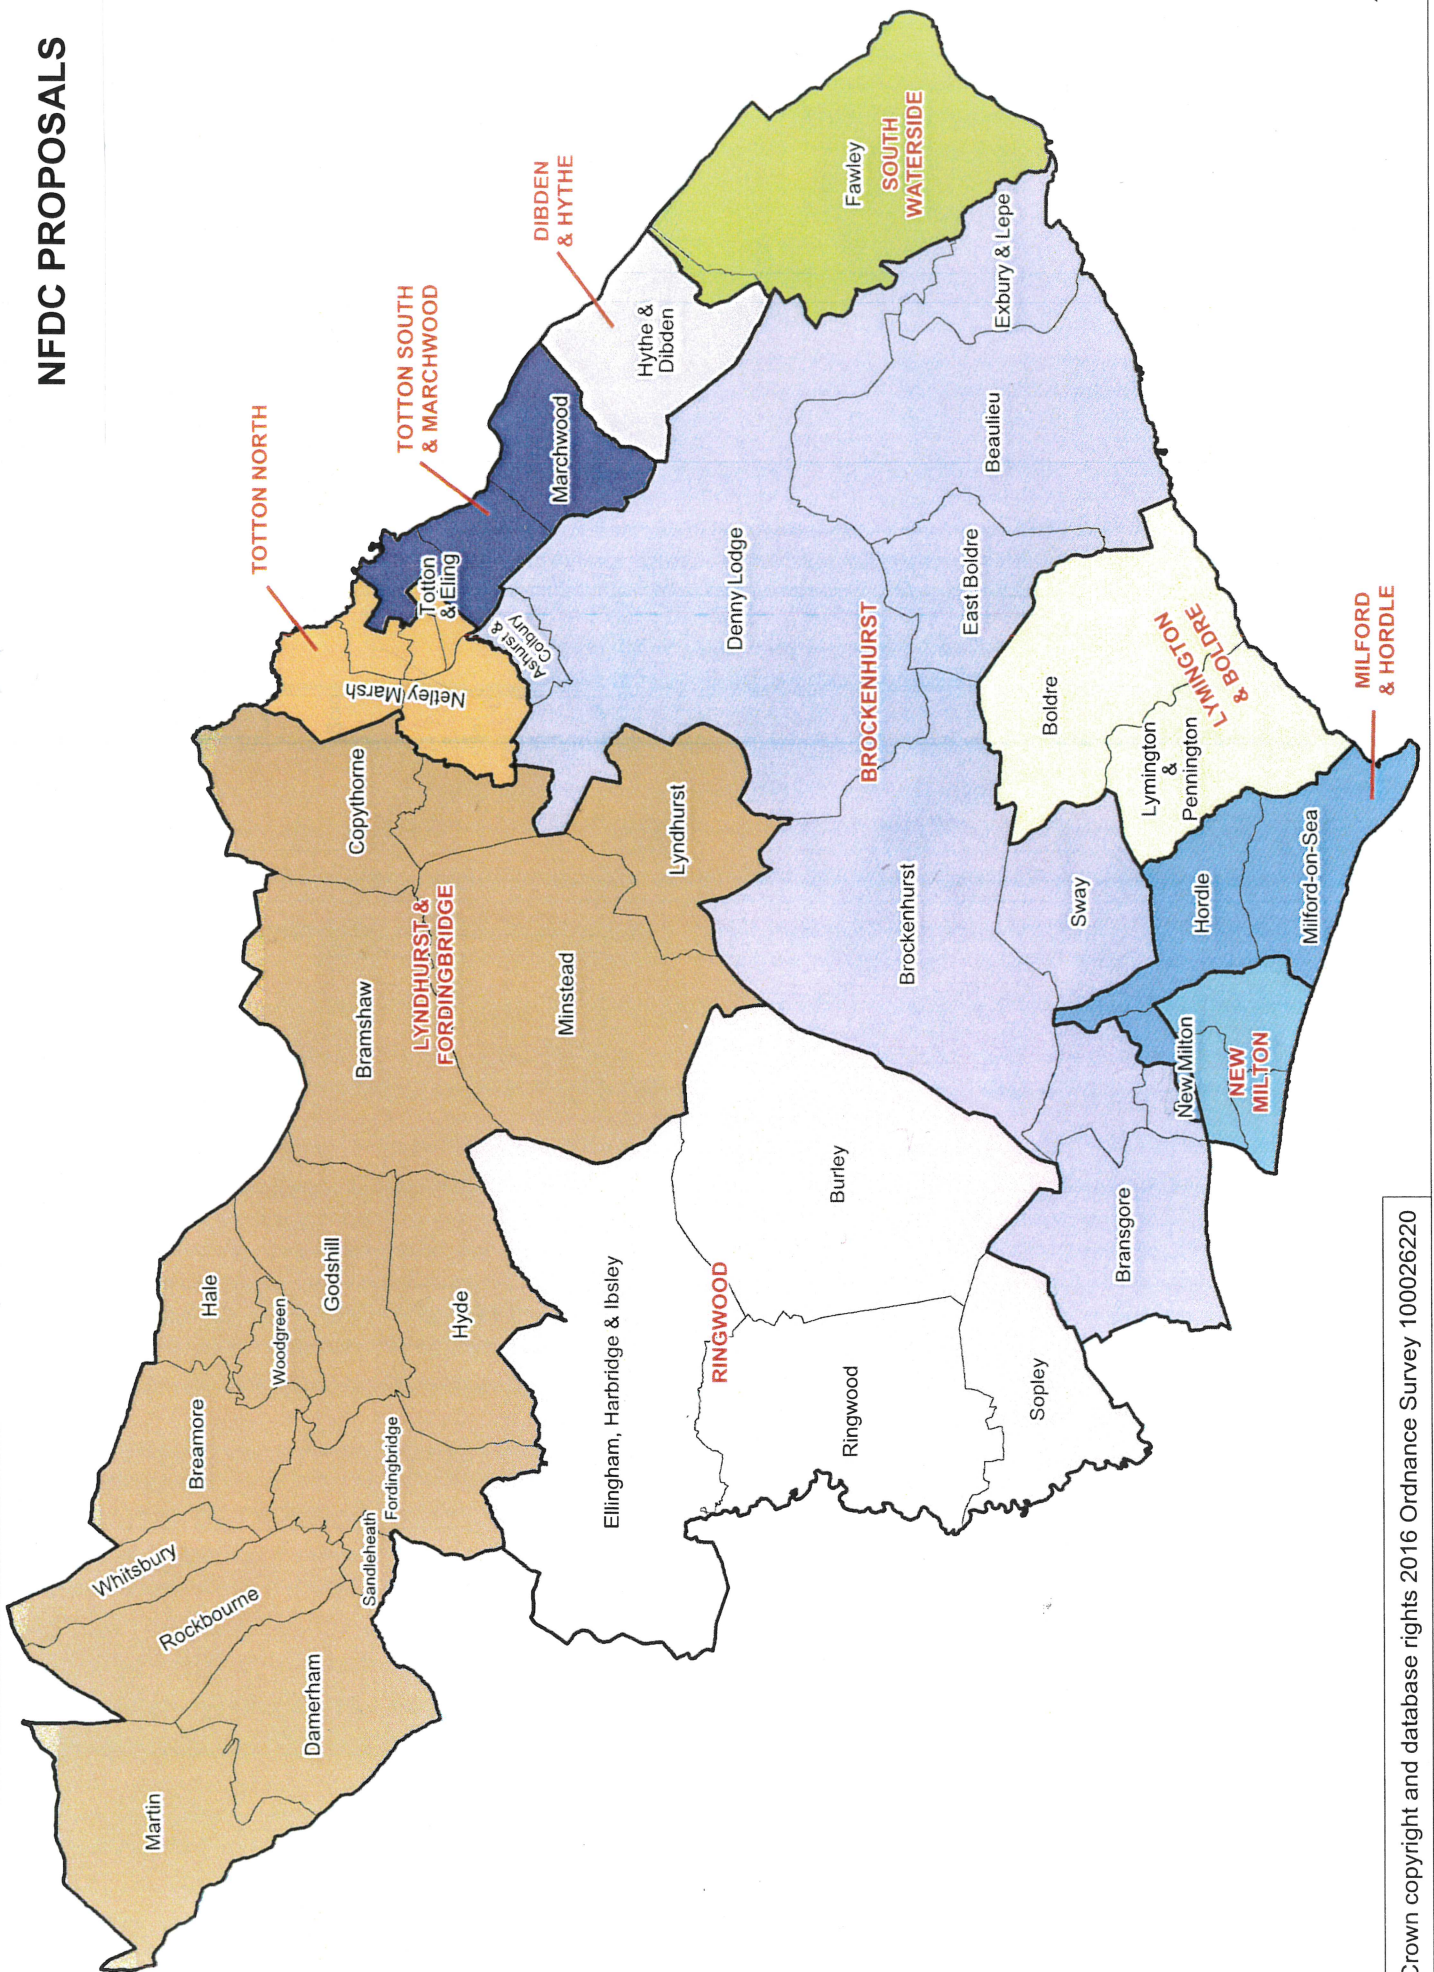 NFDC PROPOSALS
Martin
Damerham
Rockbourne
Whitsbury
Sandleheath
Fordingbridge
Breamore
Woodgreen
Hale
Godshill
Hyde
LYNDHURST &
FORDINGBRIDGE
Bramshaw
Copythorne
Minstead
Lyndhurst
Ellingham, Harbridge & Ibsley
RINGWOOD
Ringwood
Burley
Sopley
TOTTON NORTH
Netley Marsh
Totton
& Eling
TOTTON SOUTH
& MARCHWOOD
Marchwood
DIBDEN
& HYTHE
Hythe &
Dibden
Fawley
SOUTH
WATERSIDE
Ashurst &
Colbury
Denny Lodge
BROCKENHURST
Brockenhurst
East Boldre
Beaulieu
Exbury & Lepe
Sway
Bransgore
Boldre
LYMINGTON
& BOLDRE
Lymington
&
Pennington
Hordle
Milford-on-Sea
MILFORD
& HORDLE
New Milton
NEW
MILTON
Crown copyright and database rights 2016 Ordnance Survey 100026220